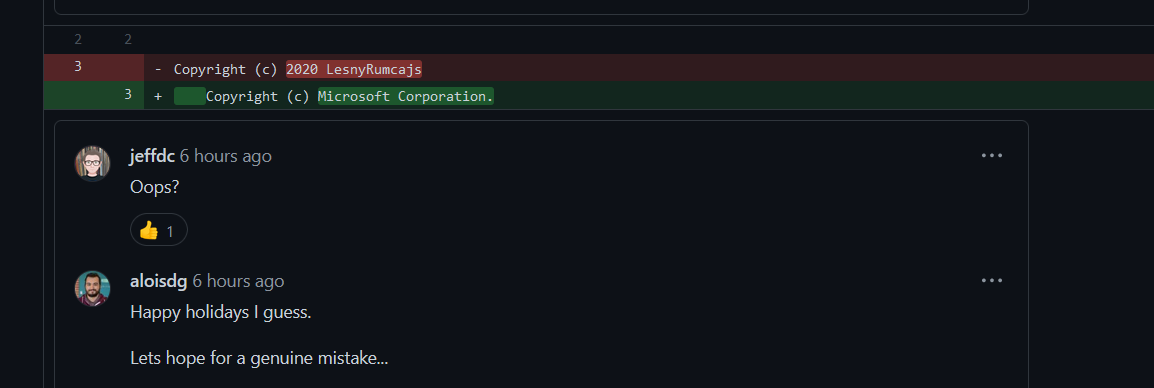 2 2
3 - Copyright (c) 2020 LesnyRumcajs
3 + Copyright (c) Microsoft Corporation.
jeffdc 6 hours ago
Oops?
👍 1
aloisdg 6 hours ago
Happy holidays I guess.
Lets hope for a genuine mistake...